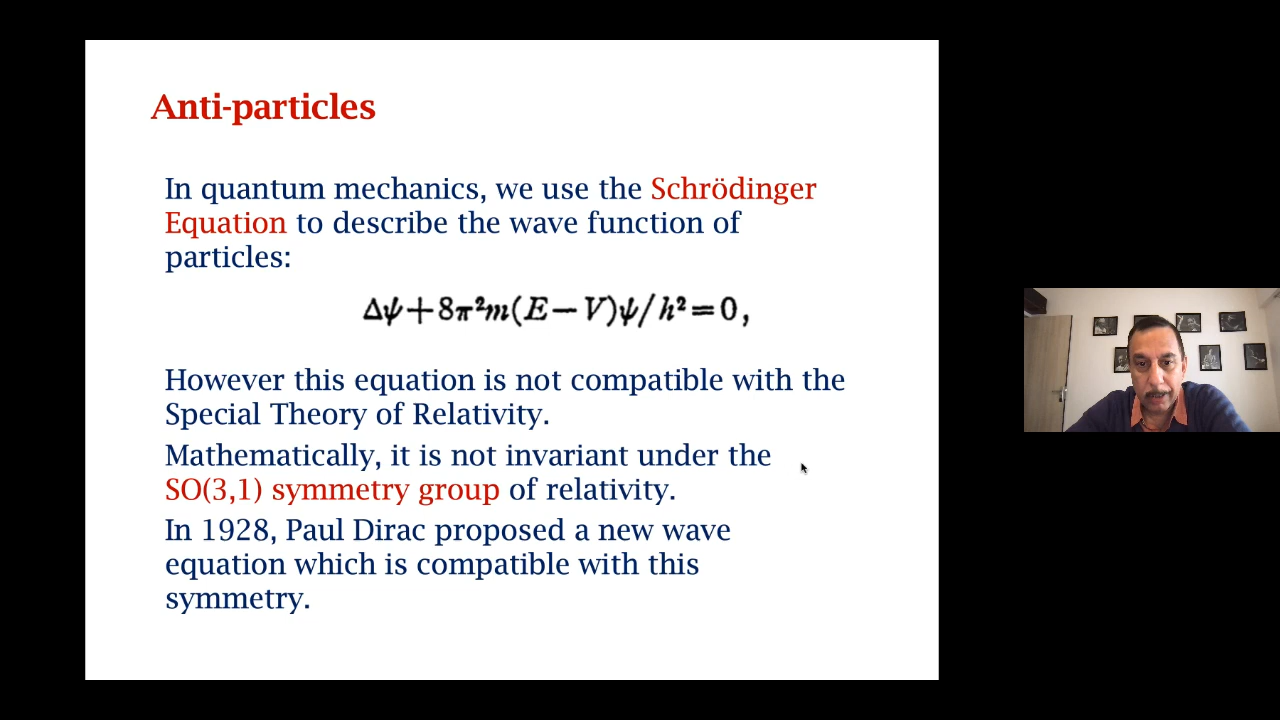 Anti-particles
In quantum mechanics, we use the Schrödinger
Equation to describe the wave function of
particles:
Δψ+8π²m(E−V)ψ/h²=0,
However this equation is not compatible with the
Special Theory of Relativity.
Mathematically, it is not invariant under the
SO(3,1) symmetry group of relativity.
In 1928, Paul Dirac proposed a new wave
equation which is compatible with this
symmetry.